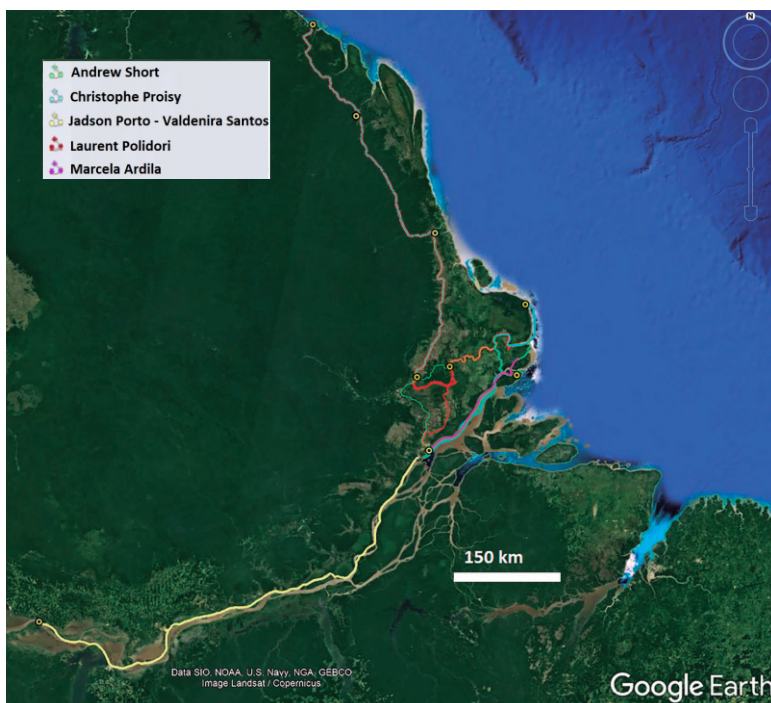 N
Andrew Short
Christophe Proisy
Jadson Porto - Valdenira Santos
Laurent Polidori
Marcela Ardila
150 km
Data SIO, NOAA, U.S. Navy, NGA, GEBCO
Image Landsat / Copernicus
Google Earth